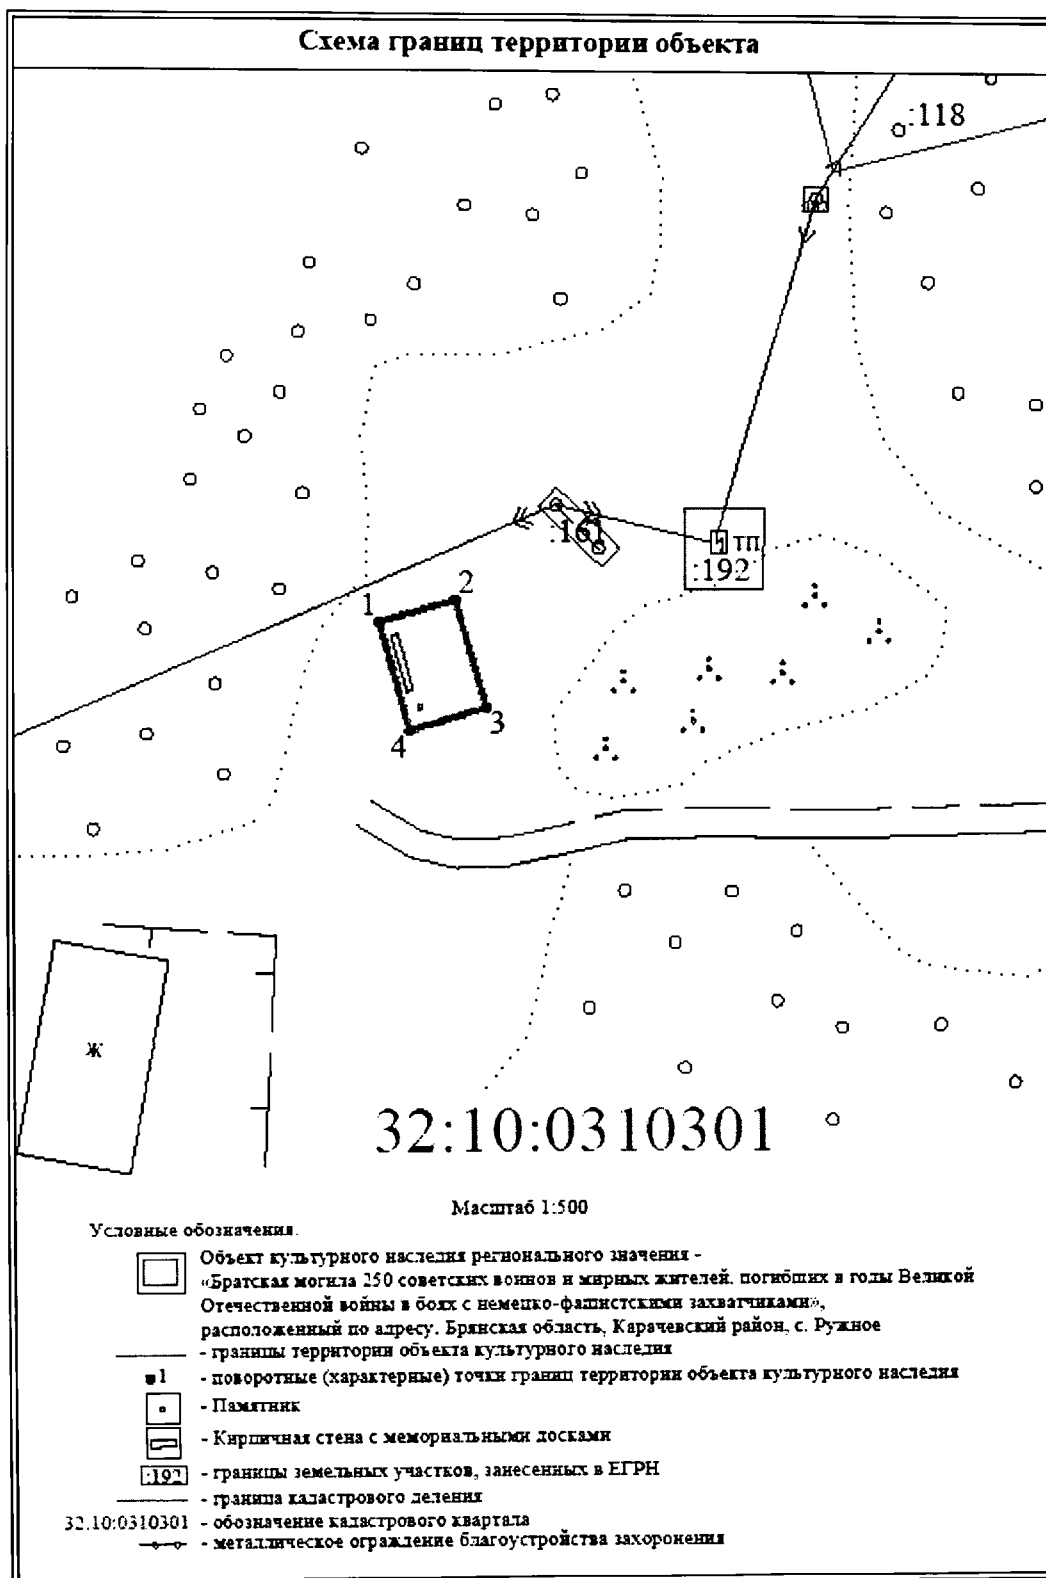 Схема границ территории объекта
:118
:161
ТП
:192
1
2
3
4
Ж
32:10:0310301
Масштаб 1:500
Условные обозначения.
Объект культурного наследия регионального значения -
«Братская могила 250 советских воинов и мирных жителей, погибших в годы Великой
Отечественной войны в боях с немецко-фашистскими захватчиками»,
расположенный по адресу. Брянская область, Карачевский район, с. Ружное
- границы территории объекта культурного наследия
1 - поворотные (характерные) точки границ территории объекта культурного наследия
- Памятник
- Кирпичная стена с мемориальными досками
:192 - границы земельных участков, занесенных в ЕГРН
- граница кадастрового деления
32.10:0310301 - обозначение кадастрового квартала
- металлическое ограждение благоустройства захоронения